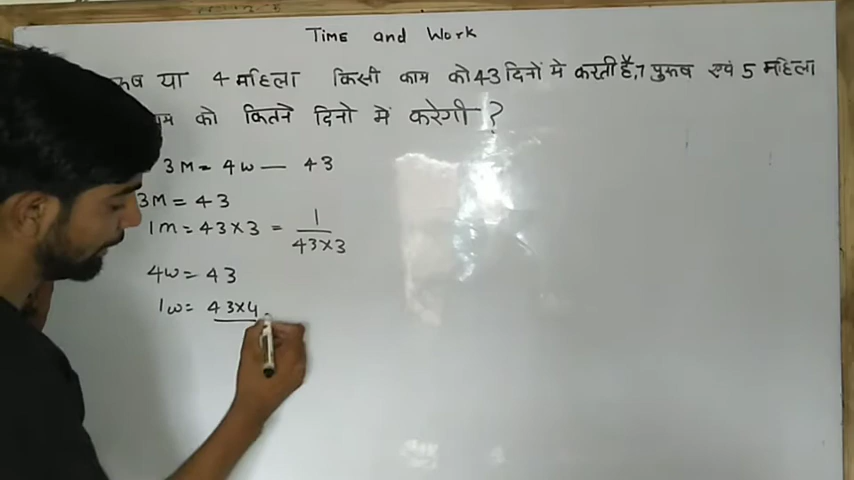 Time and Work
या 4 महिला किसी काम को 43 दिनों मे करती है, 7 पुरूष एवं 5 महिला
को कितने दिनो में करेगी ?
3M = 4W — 43
3M = 43
1M = 43×3 = 1/43×3
4W = 43
1W = 43×4